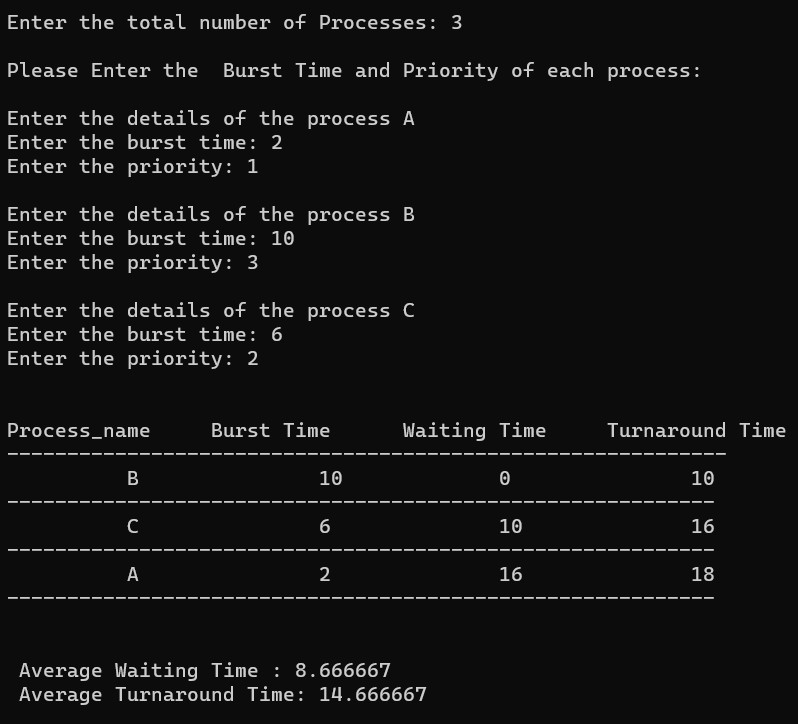 Enter the total number of Processes: 3
Please Enter the  Burst Time and Priority of each process:
Enter the details of the process A
Enter the burst time: 2
Enter the priority: 1
Enter the details of the process B
Enter the burst time: 10
Enter the priority: 3
Enter the details of the process C
Enter the burst time: 6
Enter the priority: 2
Process_name     Burst Time      Waiting Time     Turnaround Time
------------------------------------------------------------
          B               10             0               10
-----------------------------------------------------------
          C               6              10              16
-----------------------------------------------------------
          A               2              16              18
-----------------------------------------------------------
 Average Waiting Time : 8.666667
 Average Turnaround Time: 14.666667